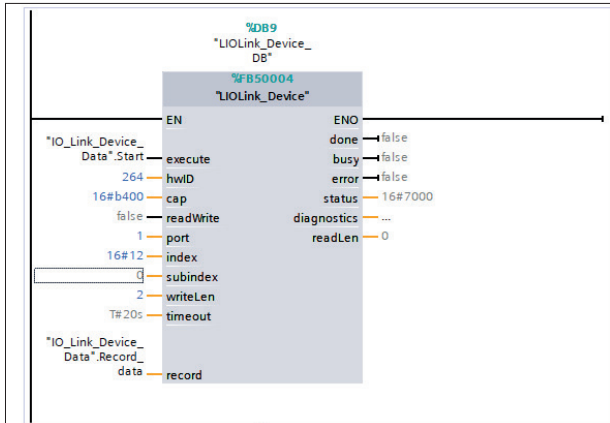 %DB9
"LIOLink_Device_
DB"
%FB50004
"LIOLink_Device"
EN ENO
done false
"IO_Link_Device_
Data".Start execute busy false
error false
264 hwID
16#b400 cap status 16#7000
false readWrite diagnostics ...
1 port readLen 0
16#12 index
0 subindex
2 writeLen
T#20s timeout
"IO_Link_Device_
Data".Record_
data record